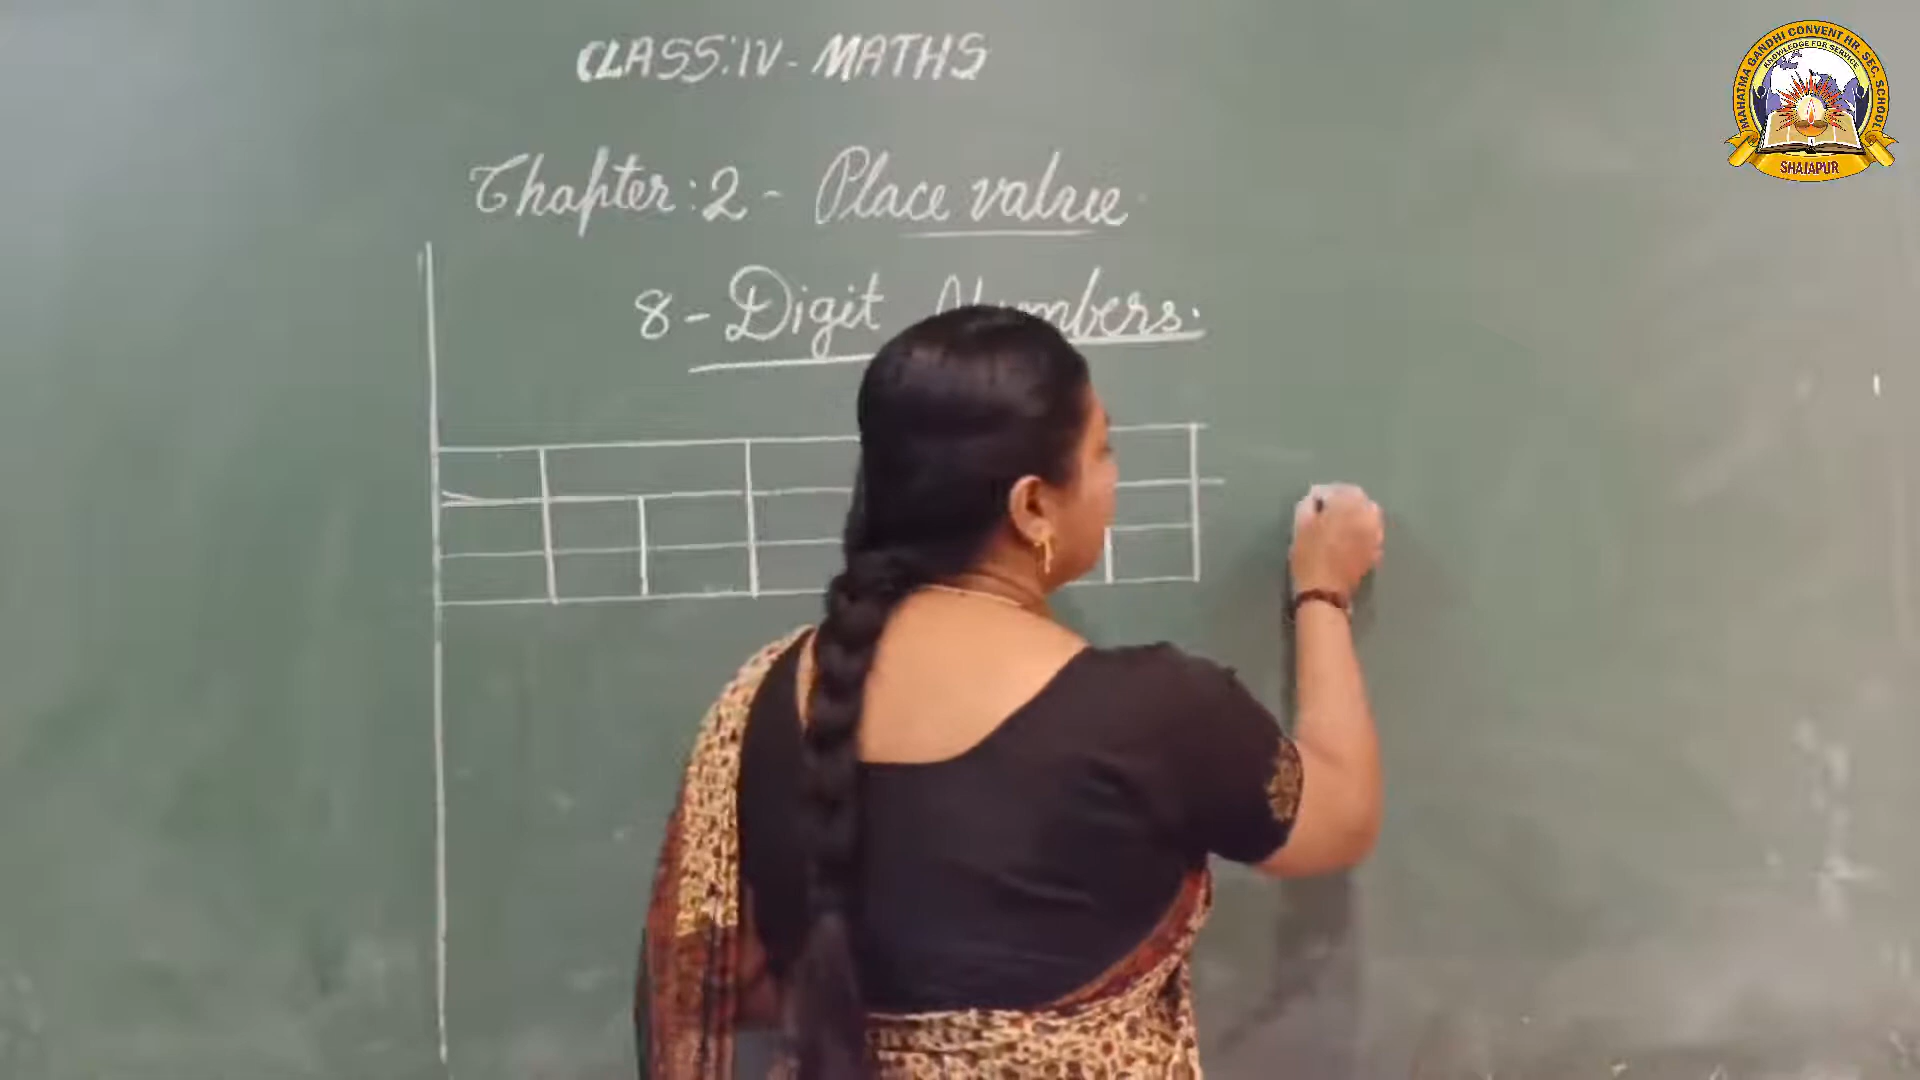 CLASS:IV - MATHS
Chapter: 2 - Place value
8 - Digit Numbers.
MAHATMA GANDHI CONVENT HR. SEC. SCHOOL
KNOWLEDGE FOR SERVICE
SHAJAPUR